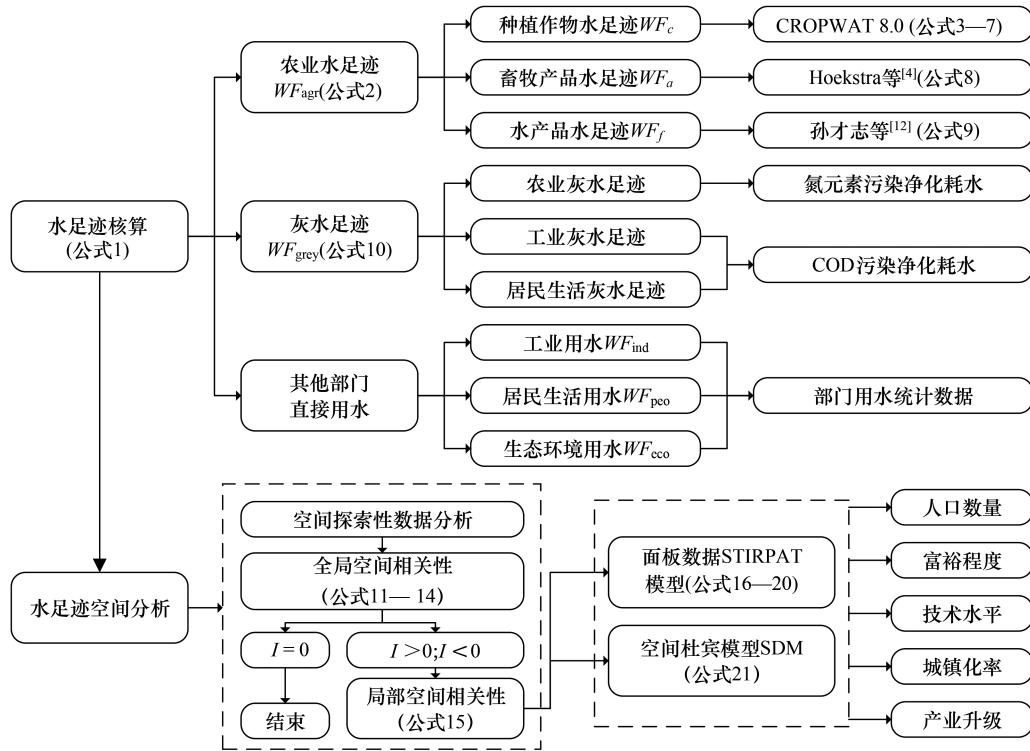 种植作物水足迹WFc
CROPWAT 8.0 (公式3—7)
农业水足迹
WFagr(公式2)
畜牧产品水足迹WFa
Hoekstra等[4](公式8)
水产品水足迹WFf
孙才志等[12] (公式9)
农业灰水足迹
氮元素污染净化耗水
水足迹核算
(公式1)
灰水足迹
WFgrey(公式10)
工业灰水足迹
COD污染净化耗水
居民生活灰水足迹
工业用水WFind
其他部门
直接用水
居民生活用水WFpeo
部门用水统计数据
生态环境用水WFeco
空间探索性数据分析
全局空间相关性
(公式11— 14)
I = 0
I >0;I <0
结束
局部空间相关性
(公式15)
水足迹空间分析
面板数据STIRPAT
模型(公式16—20)
空间杜宾模型SDM
(公式21)
人口数量
富裕程度
技术水平
城镇化率
产业升级